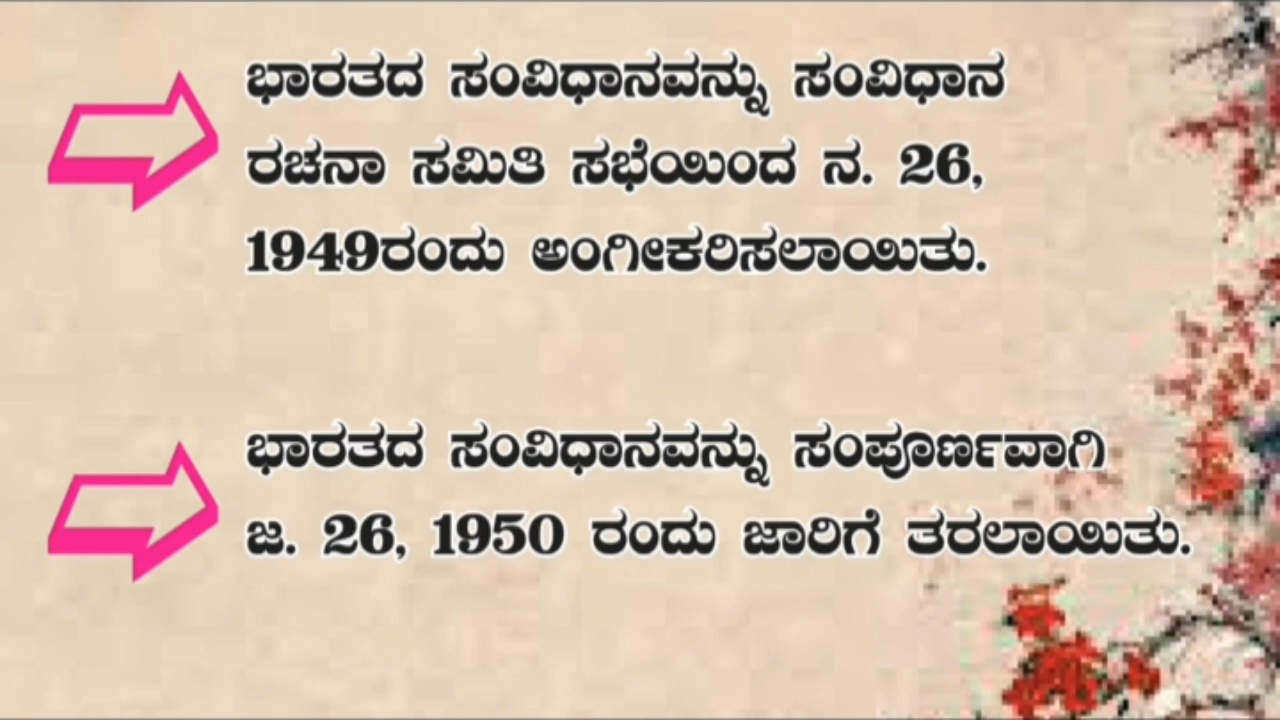 ಭಾರತದ ಸಂವಿಧಾನವನ್ನು ಸಂವಿಧಾನ
ರಚನಾ ಸಮಿತಿ ಸಭೆಯಿಂದ ನ. 26,
1949ರಂದು ಅಂಗೀಕರಿಸಲಾಯಿತು.
ಭಾರತದ ಸಂವಿಧಾನವನ್ನು ಸಂಪೂರ್ಣವಾಗಿ
ಜ. 26, 1950 ರಂದು ಜಾರಿಗೆ ತರಲಾಯಿತು.